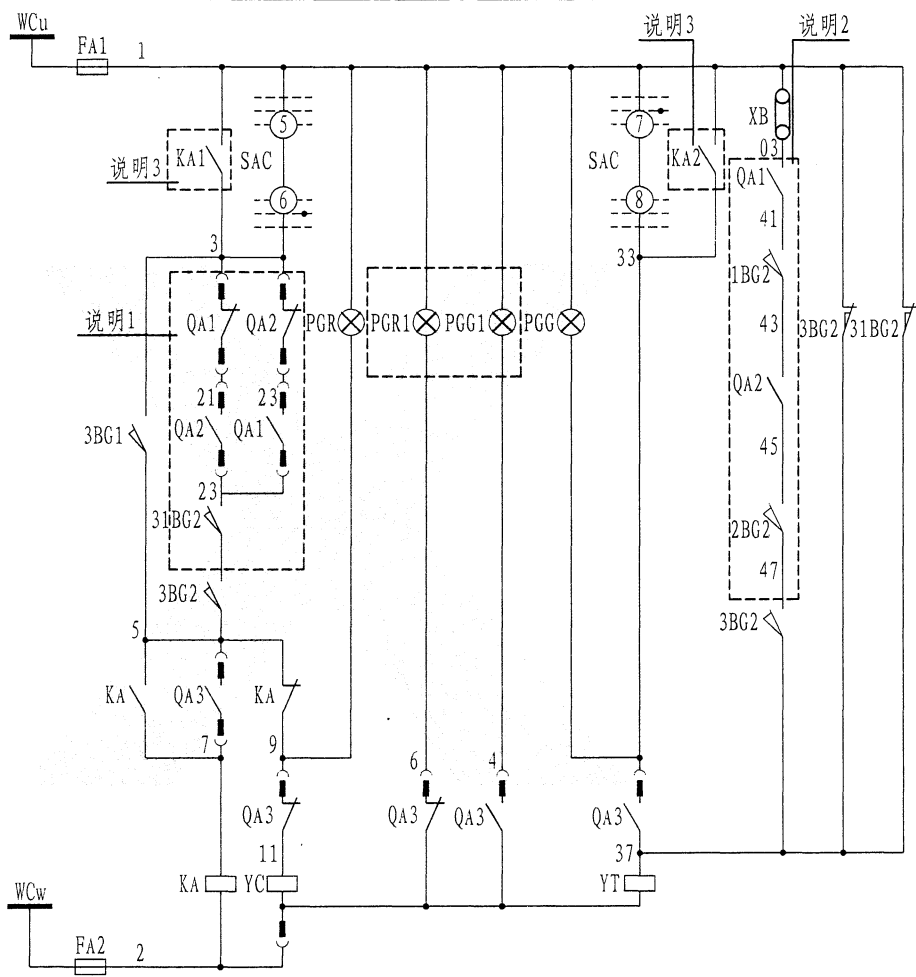 WCu
FA1
1
说明3
说明2
5
7
XB
KA1
SAC
SAC
KA2
03
说明3
QA1
6
8
41
3
33
1BG2
说明1
QA1
QA2
PGR
PGR1
PGG1
PGG
43
3BG2
31BG2
21
23
QA2
3BG1
QA2
QA1
45
23
31BG2
2BG2
47
3BG2
3BG2
5
KA
QA3
KA
7
9
6
4
QA3
QA3
QA3
QA3
11
37
KA
YC
YT
WCw
FA2
2